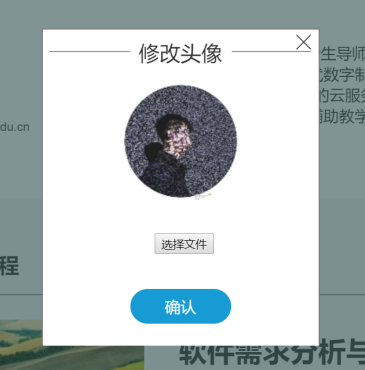 修改头像
生导师
数字制
的云服务
辅助教学
du.cn
选择文件
程
确认
软件需求分析与